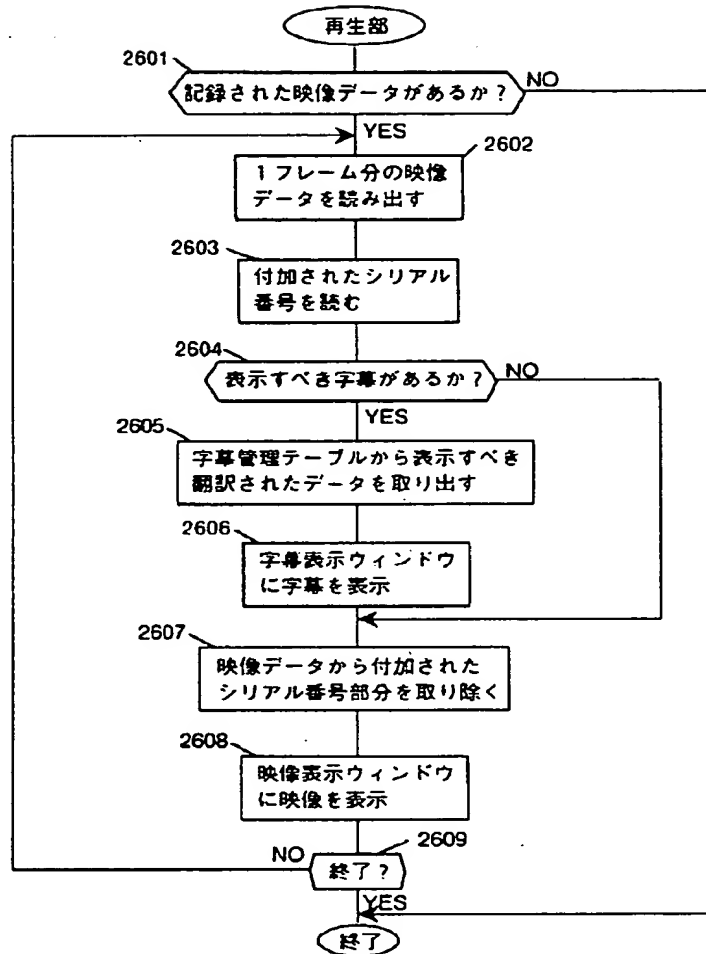 再生部
2601
記録された映像データがあるか？
NO
YES
2602
1フレーム分の映像
データを読み出す
2603
付加されたシリアル
番号を読む
2604
表示すべき字幕があるか？
NO
YES
2605
字幕管理テーブルから表示すべき
翻訳されたデータを取り出す
2606
字幕表示ウィンドウ
に字幕を表示
2607
映像データから付加された
シリアル番号部分を取り除く
2608
映像表示ウィンドウ
に映像を表示
2609
NO
終了？
YES
終了